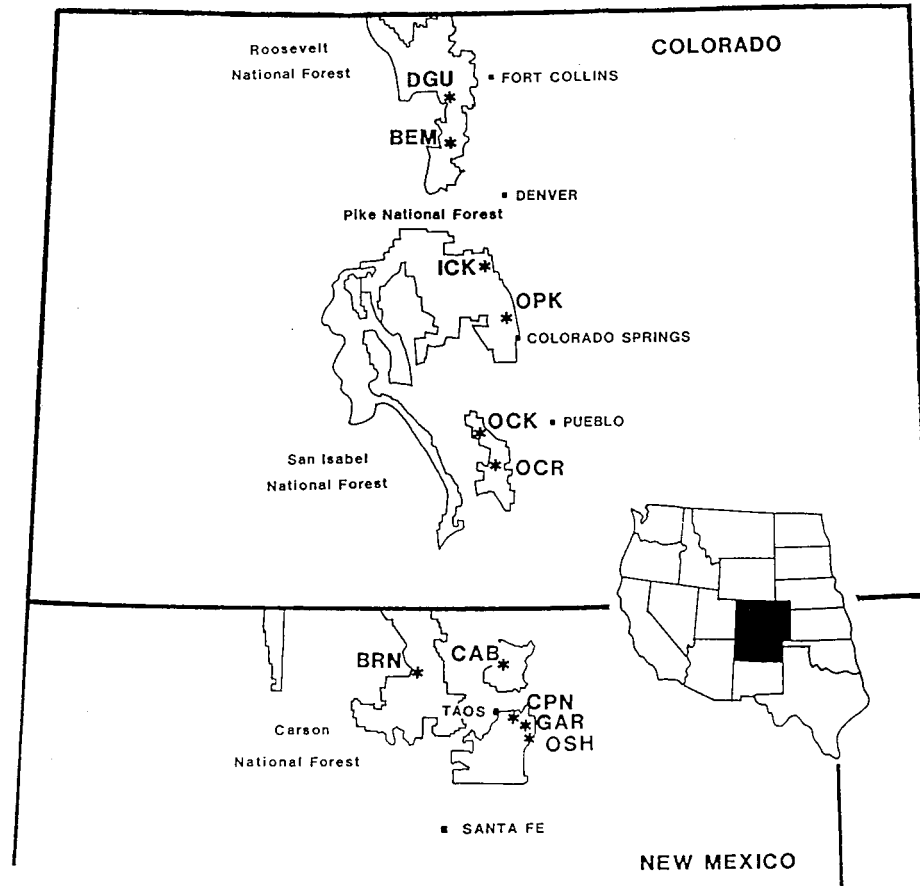 Roosevelt
National Forest
COLORADO
DGU
FORT COLLINS
BEM
DENVER
Pike National Forest
ICK
OPK
COLORADO SPRINGS
OCK
PUEBLO
OCR
San Isabel
National Forest
BRN
CAB
TAOS
CPN
GAR
OSH
Carson
National Forest
SANTA FE
NEW MEXICO